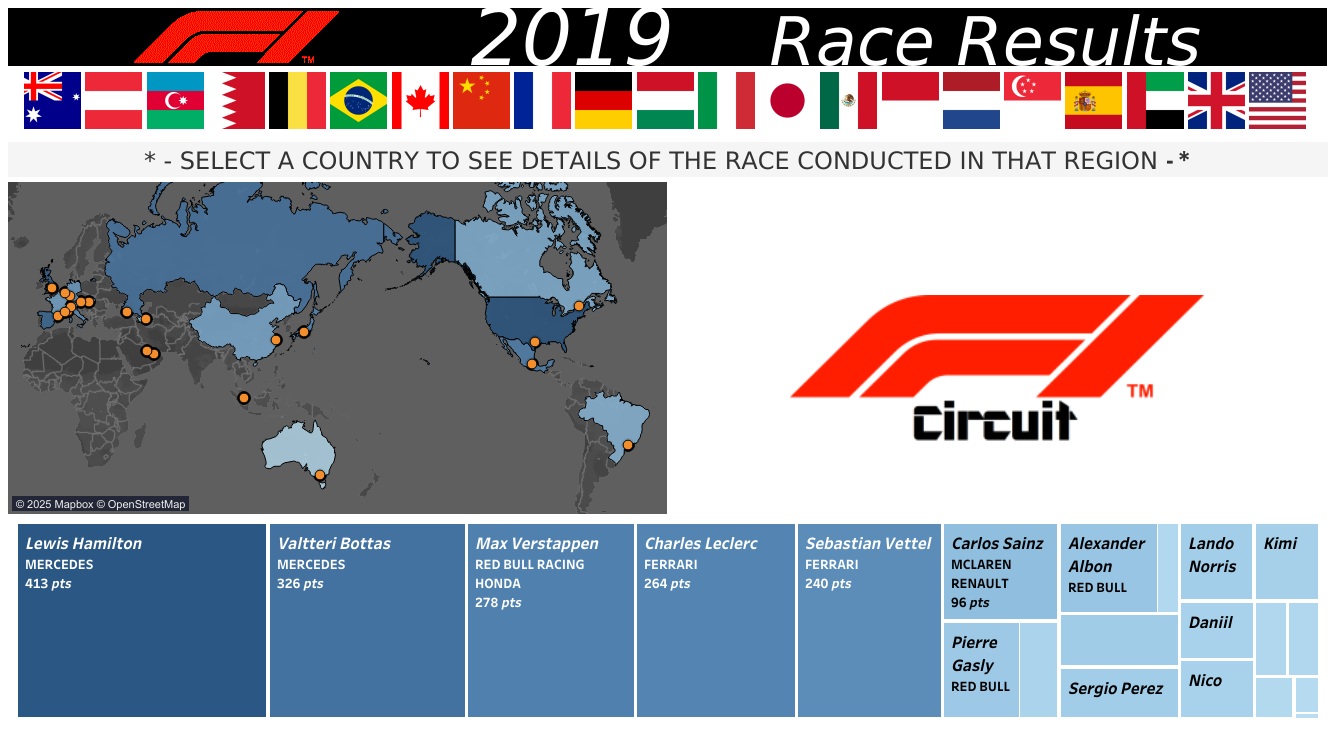 2019 Race Results
TM
* - SELECT A COUNTRY TO SEE DETAILS OF THE RACE CONDUCTED IN THAT REGION - *
© 2025 Mapbox © OpenStreetMap
TM
Circuit
Lewis Hamilton
MERCEDES
413 pts
Valtteri Bottas
MERCEDES
326 pts
Max Verstappen
RED BULL RACING
HONDA
278 pts
Charles Leclerc
FERRARI
264 pts
Sebastian Vettel
FERRARI
240 pts
Carlos Sainz
MCLAREN
RENAULT
96 pts
Pierre
Gasly
RED BULL
Alexander
Albon
RED BULL
Sergio Perez
Lando
Norris
Daniil
Nico
Kimi